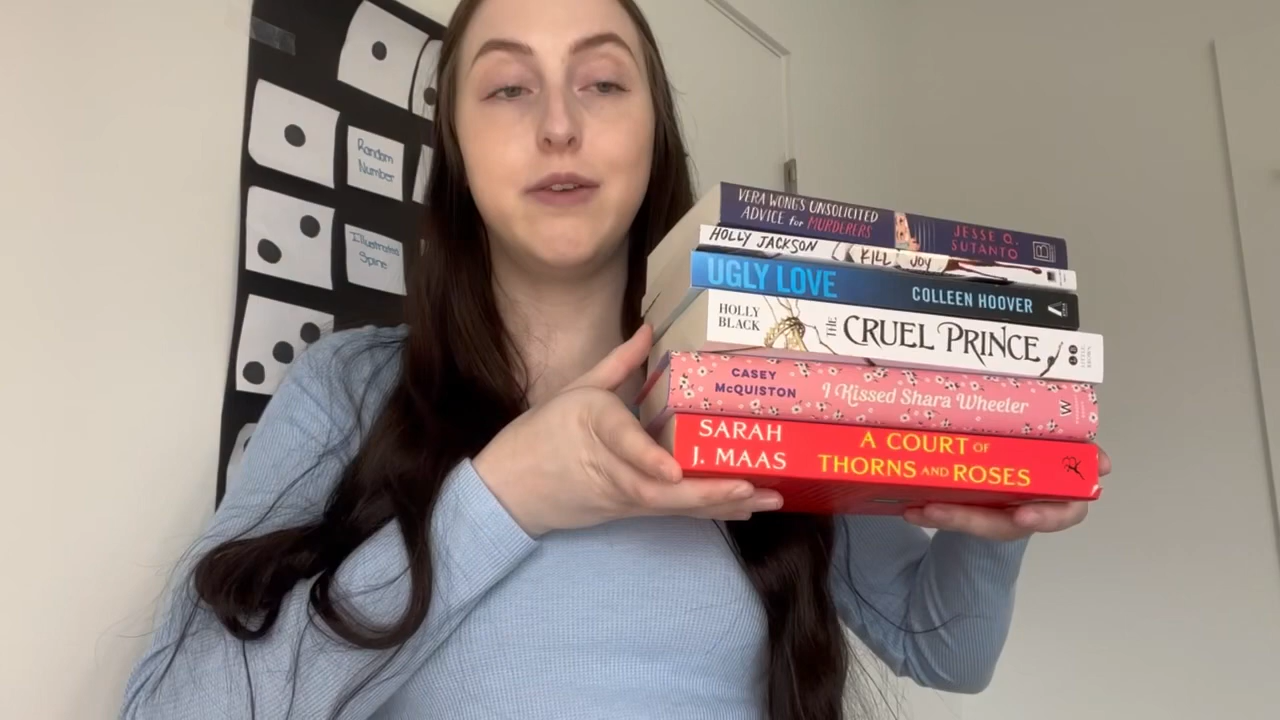 Random
Number
Illustrated
Spine
VERA WONG'S UNSOLICITED
ADVICE for MURDERERS
JESSE Q.
SUTANTO
HOLLY JACKSON
KILL JOY
UGLY LOVE
COLLEEN HOOVER
HOLLY
BLACK
THE
CRUEL PRINCE
CASEY
McQUISTON
I Kissed Shara Wheeler
SARAH
J. MAAS
A COURT OF
THORNS AND ROSES